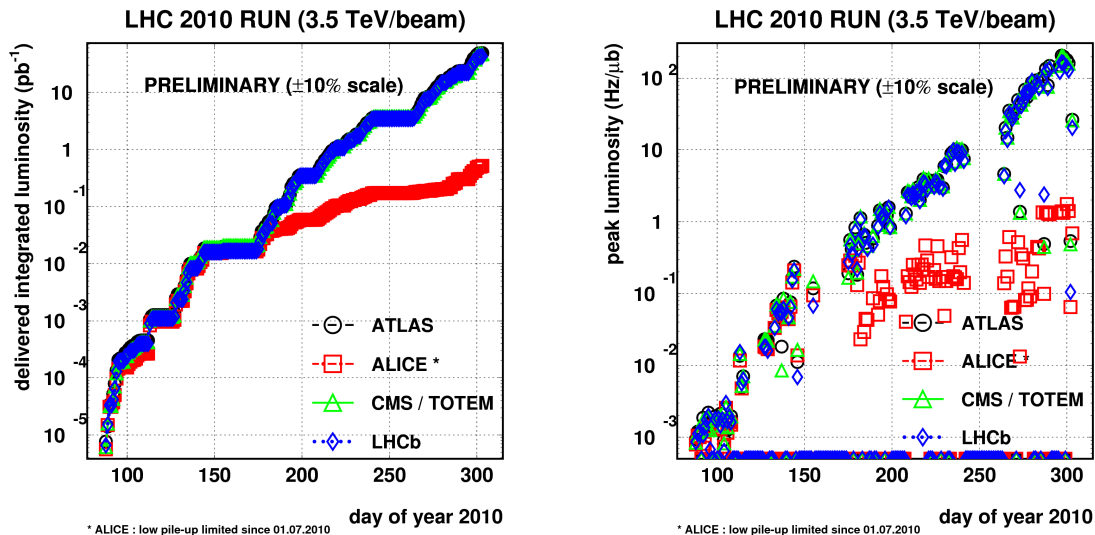 LHC 2010 RUN (3.5 TeV/beam)
delivered integrated luminosity (pb⁻¹)
PRELIMINARY (±10% scale)
10
1
10⁻¹
10⁻²
10⁻³
10⁻⁴
10⁻⁵
ATLAS
ALICE *
CMS / TOTEM
LHCb
100 150 200 250 300
day of year 2010
* ALICE : low pile-up limited since 01.07.2010
LHC 2010 RUN (3.5 TeV/beam)
peak luminosity (Hz/μb)
PRELIMINARY (±10% scale)
10²
10
1
10⁻¹
10⁻²
10⁻³
ATLAS
ALICE *
CMS / TOTEM
LHCb
100 150 200 250 300
day of year 2010
* ALICE : low pile-up limited since 01.07.2010